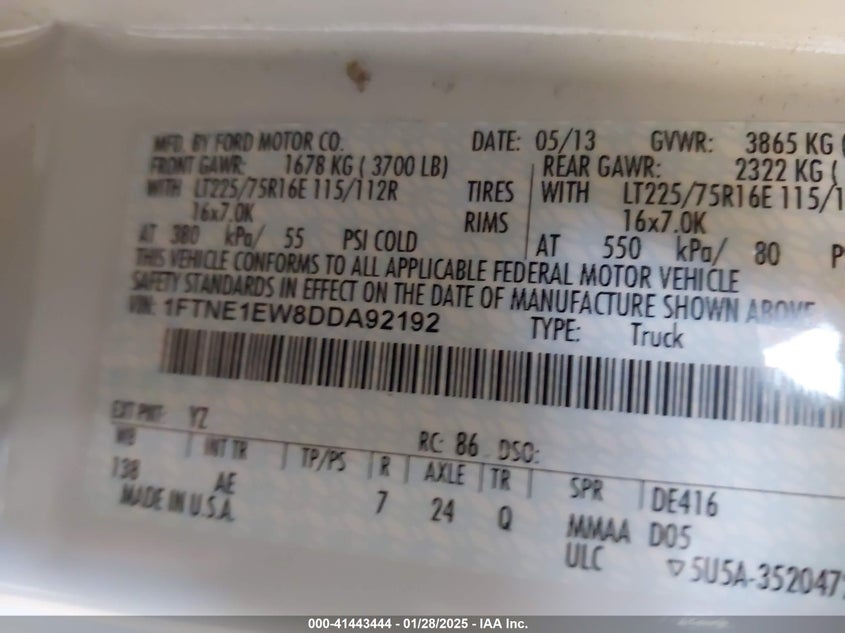 MFD. BY FORD MOTOR CO. DATE: 05/13 GVWR: 3865 KG (
FRONT GAWR: 1678 KG ( 3700 LB) REAR GAWR: 2322 KG (
WITH LT225/75R16E 115/112R TIRES WITH LT225/75R16E 115/1
16x7.0K RIMS 16x7.0K
AT 380 kPa/ 55 PSI COLD AT 550 kPa/ 80 P
THIS VEHICLE CONFORMS TO ALL APPLICABLE FEDERAL MOTOR VEHICLE
SAFETY STANDARDS IN EFFECT ON THE DATE OF MANUFACTURE SHOWN ABOVE
VIN: 1FTNE1EW8DDA92192 TYPE: Truck
EXT PNT: YZ RC: 86 DSO:
WB INT TR TP/PS R AXLE TR SPR DE416
138 AE 7 24 Q MMAA D05
MADE IN U.S.A. ULC ▽5U5A-352047
000-41443444 — 01/28/2025 — IAA Inc.